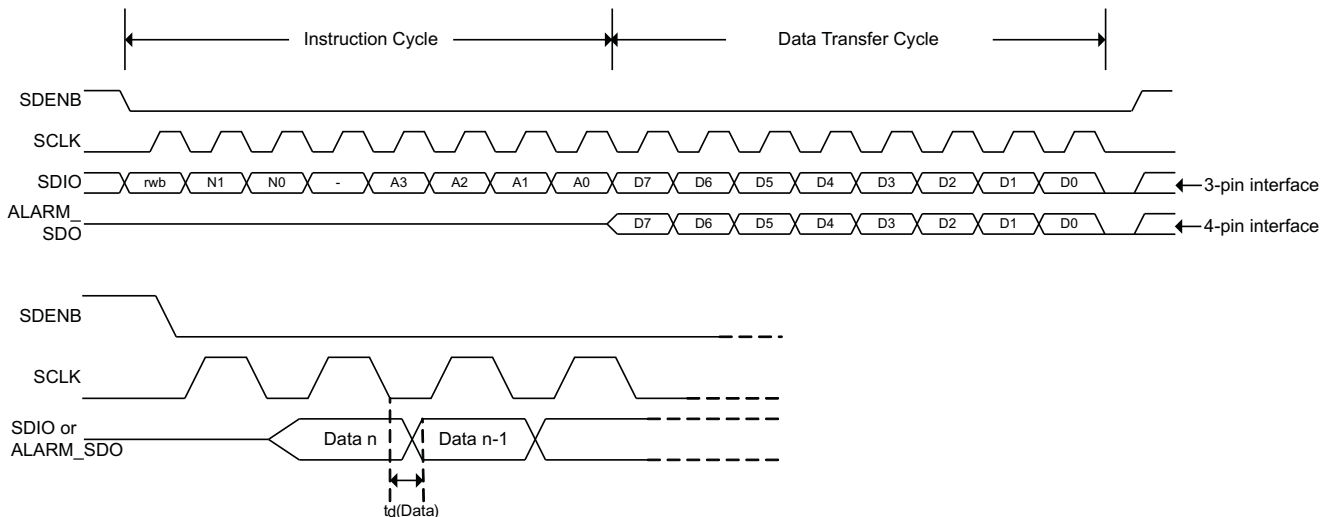 Instruction Cycle
Data Transfer Cycle
SDENB
SCLK
SDIO
rwb N1 N0 - A3 A2 A1 A0 D7 D6 D5 D4 D3 D2 D1 D0
3-pin interface
ALARM_
SDO
D7 D6 D5 D4 D3 D2 D1 D0
4-pin interface
SDENB
SCLK
SDIO or
ALARM_SDO
Data n
Data n-1
td(Data)